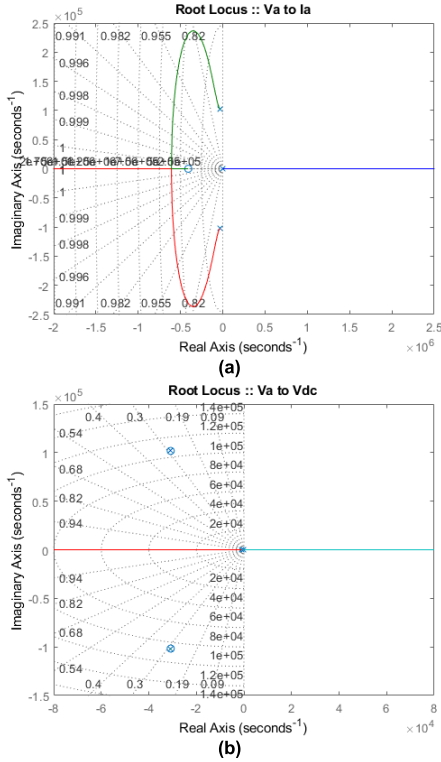 Root Locus :: Va to Ia
×10⁵
2.5
0.991 0.982 0.955 0.82
2
0.996
1.5
0.998
1
0.999
0.5
1
0
1
-0.5
0.999
-1
0.998
-1.5
0.996
-2
0.991 0.982 0.955 0.82
-2.5
-2 -1.5 -1 -0.5 0 0.5 1 1.5 2 2.5
×10⁶
Imaginary Axis (seconds⁻¹)
Real Axis (seconds⁻¹)
(a)
Root Locus :: Va to Vdc
×10⁵
1.5
0.4 0.3 0.19 0.09 1.4e+05
1.2e+05
0.54
1 1e+05
0.68 8e+04
6e+04
0.5 0.82
4e+04
0.94 2e+04
0
0.94 2e+04
4e+04
-0.5 0.82
6e+04
0.68 8e+04
-1 1e+05
0.54 1.2e+05
0.4 0.3 0.19 0.09 1.4e+05
-1.5
-8 -6 -4 -2 0 2 4 6 8
×10⁴
Imaginary Axis (seconds⁻¹)
Real Axis (seconds⁻¹)
(b)